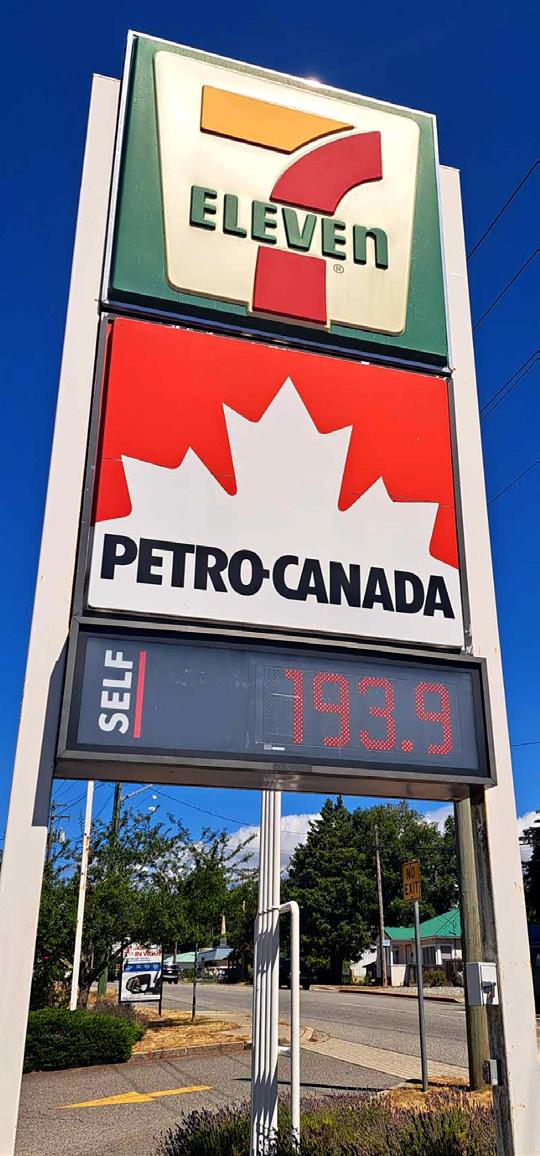 7
ELEVEN
®
PETRO-CANADA
SELF
193.9
NO
EXIT